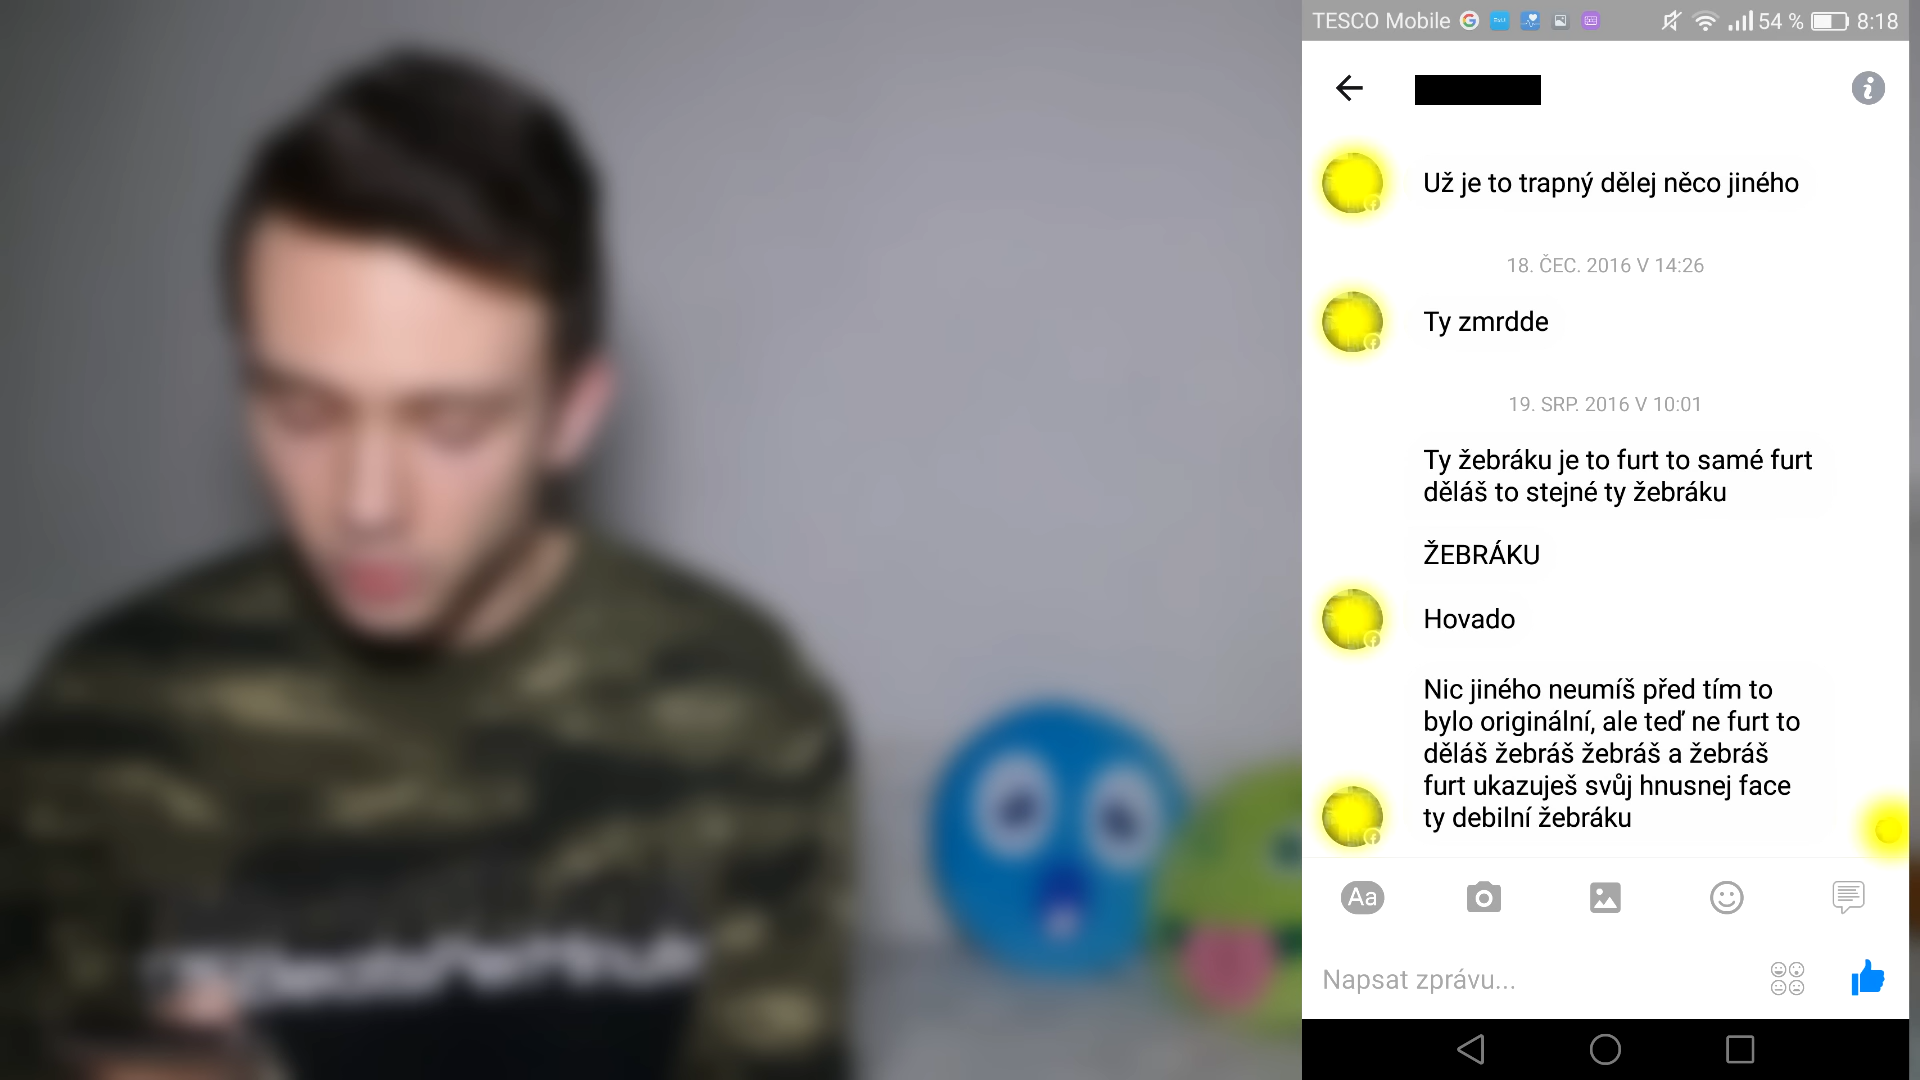 TESCO Mobile
54 %
8:18
Už je to trapný dělej něco jiného
18. ČEC. 2016 V 14:26
Ty zmrdde
19. SRP. 2016 V 10:01
Ty žebráku je to furt to samé furt
děláš to stejné ty žebráku
ŽEBRÁKU
Hovado
Nic jiného neumíš před tím to
bylo originální, ale teď ne furt to
děláš žebráš žebráš a žebráš
furt ukazuješ svůj hnusnej face
ty debilní žebráku
Aa
Napsat zprávu...